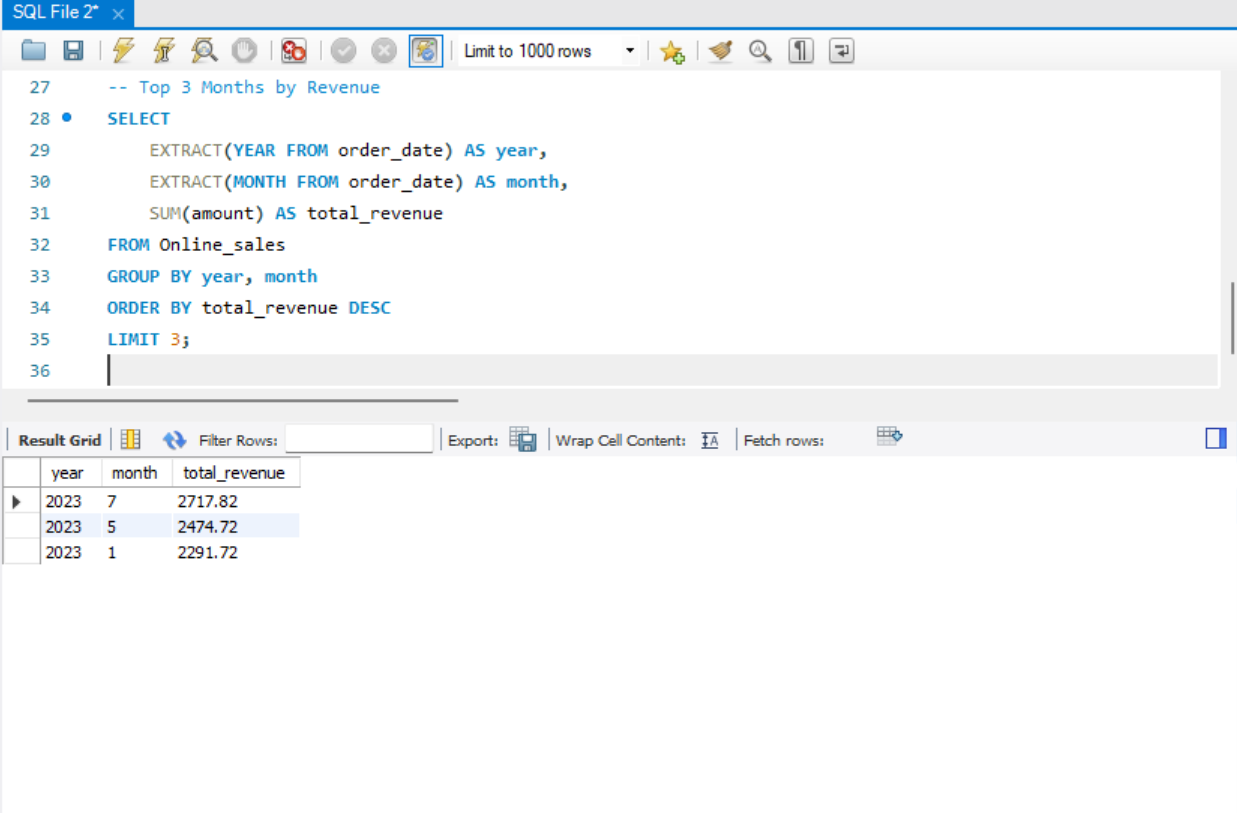 SQL File 2*
Limit to 1000 rows
27 -- Top 3 Months by Revenue
28 SELECT
29 EXTRACT(YEAR FROM order_date) AS year,
30 EXTRACT(MONTH FROM order_date) AS month,
31 SUM(amount) AS total_revenue
32 FROM Online_sales
33 GROUP BY year, month
34 ORDER BY total_revenue DESC
35 LIMIT 3;
36
Result Grid Filter Rows: Export: Wrap Cell Content: Fetch rows:
year month total_revenue
2023 7 2717.82
2023 5 2474.72
2023 1 2291.72